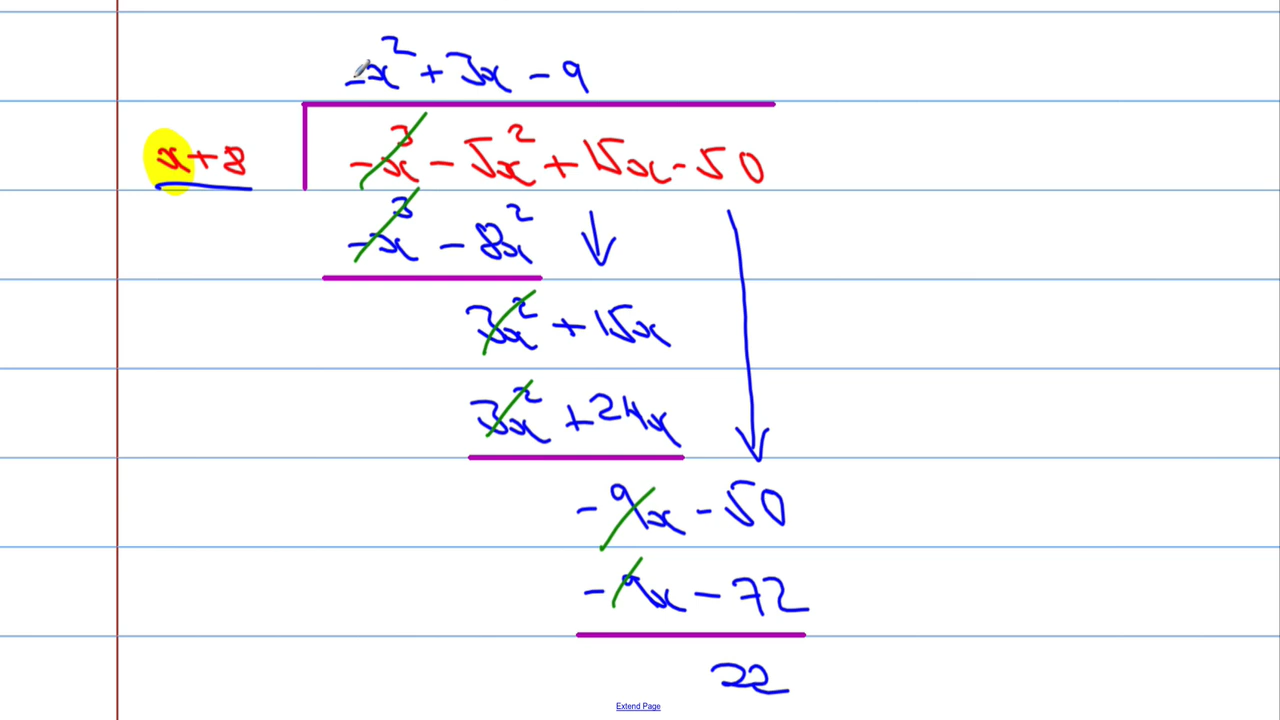 -x² + 3x - 9
x + 8
-x³ - 5x² + 15x - 50
-x³ - 8x²
3x² + 15x
3x² + 24x
-9x - 50
-9x - 72
22
Extend Page